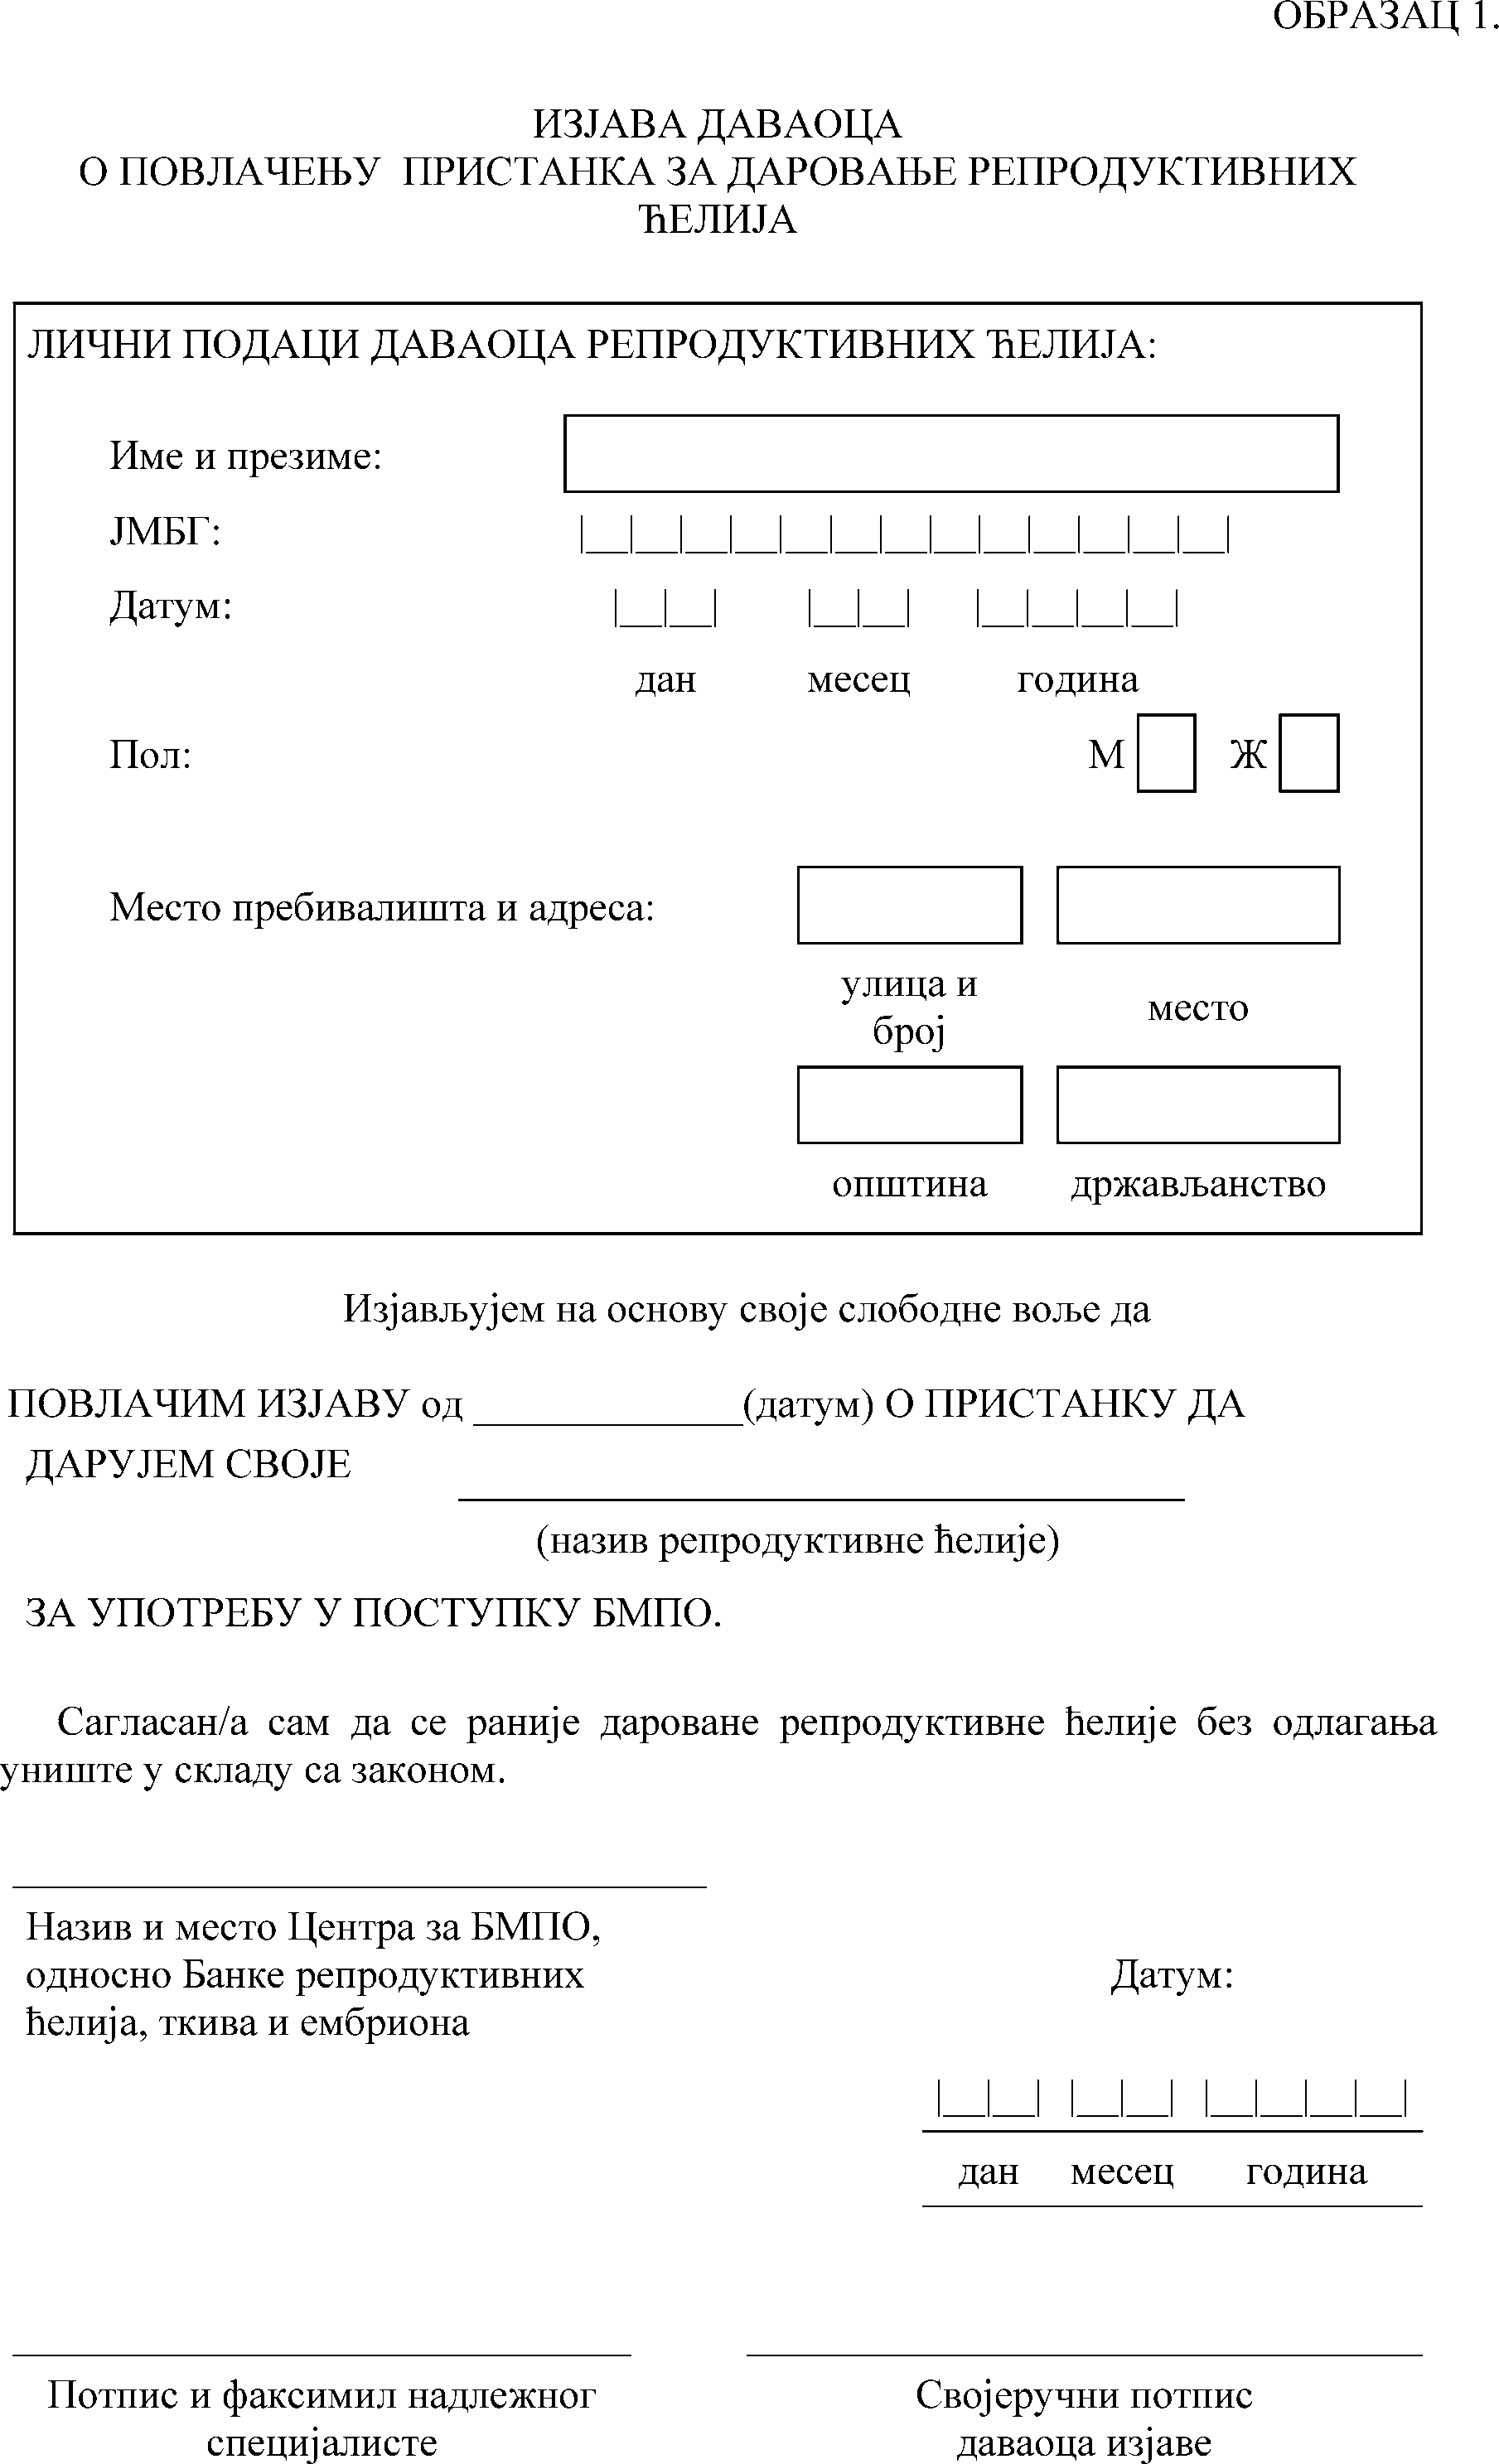 ОБРАЗАЦ 1.
ИЗЈАВА ДАВАОЦА
О ПОВЛАЧЕЊУ ПРИСТАНКА ЗА ДАРОВАЊЕ РЕПРОДУКТИВНИХ
ЋЕЛИЈА
ЛИЧНИ ПОДАЦИ ДАВАОЦА РЕПРОДУКТИВНИХ ЋЕЛИЈА:
Име и презиме:
ЈМБГ:
Датум:
дан месец година
Пол: М Ж
Место пребивалишта и адреса:
улица и
број
место
општина држављанство
Изјављујем на основу своје слободне воље да
ПОВЛАЧИМ ИЗЈАВУ од _____________(датум) О ПРИСТАНКУ ДА
ДАРУЈЕМ СВОЈЕ
(назив репродуктивне ћелије)
ЗА УПОТРЕБУ У ПОСТУПКУ БМПО.
Сагласан/а сам да се раније дароване репродуктивне ћелије без одлагања
униште у складу са законом.
Назив и место Центра за БМПО,
односно Банке репродуктивних
ћелија, ткива и ембриона
Датум:
дан месец година
Потпис и факсимил надлежног
специјалисте
Својеручни потпис
даваоца изјаве